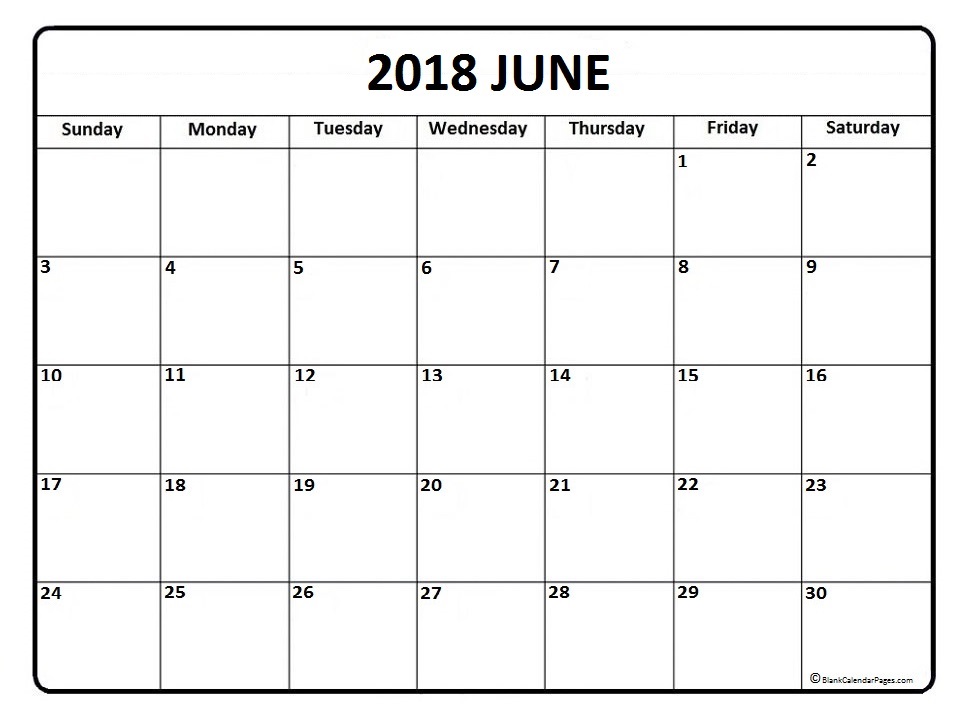 2018 JUNE
Sunday Monday Tuesday Wednesday Thursday Friday Saturday
1 2
3 4 5 6 7 8 9
10 11 12 13 14 15 16
17 18 19 20 21 22 23
24 25 26 27 28 29 30
©BlankCalendarPages.com